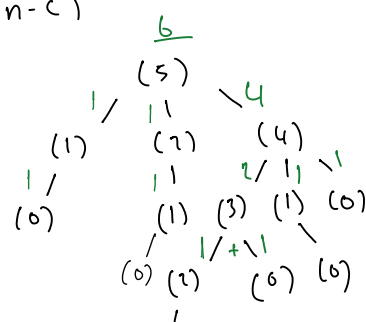 n-c)
6
(5)
1 1 4
(1) (2) (4)
1 1 2 1 1
(0) (1) (3) (1) (0)
1 + 1
(0) (2) (0) (0)